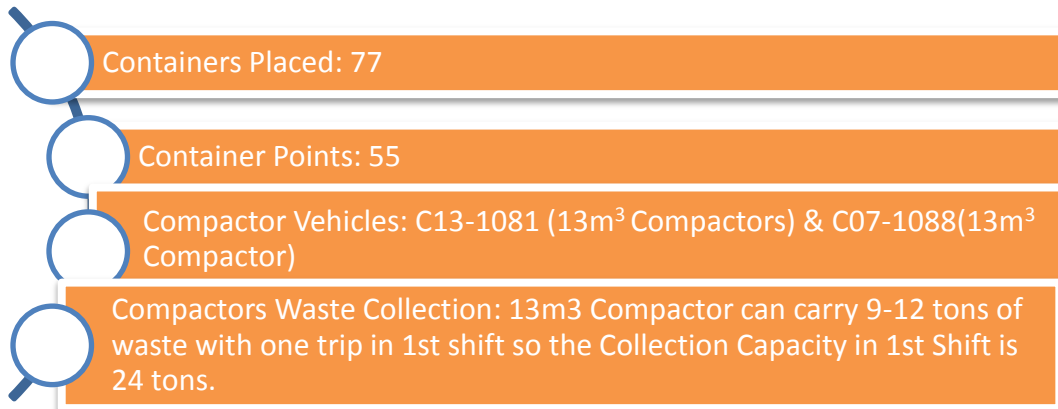 Containers Placed: 77
Container Points: 55
Compactor Vehicles: C13-1081 (13m³ Compactors) & C07-1088(13m³
Compactor)
Compactors Waste Collection: 13m3 Compactor can carry 9-12 tons of
waste with one trip in 1st shift so the Collection Capacity in 1st Shift is
24 tons.